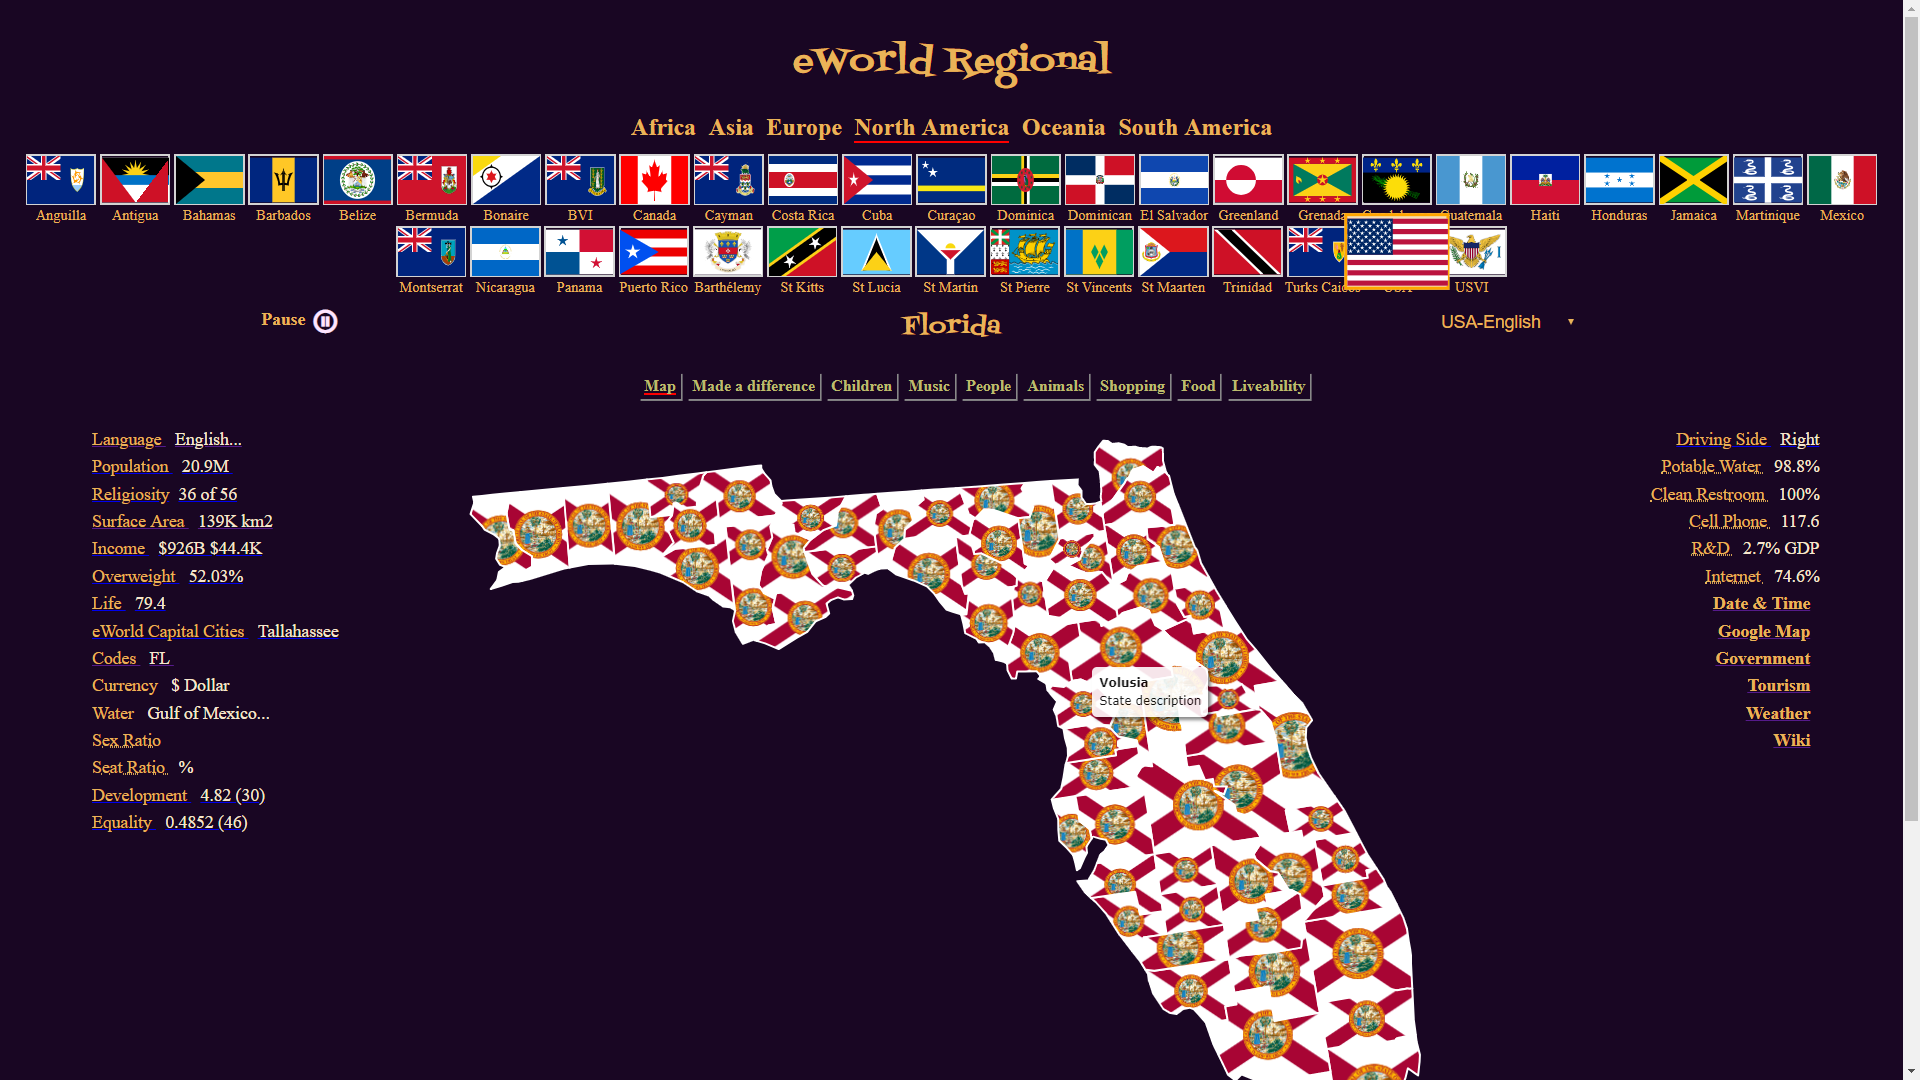 eWorld Regional
Africa Asia Europe North America Oceania South America
Anguilla Antigua Bahamas Barbados Belize Bermuda Bonaire BVI Canada Cayman Costa Rica Cuba Curaçao Dominica Dominican El Salvador Greenland Grenada Guatemala Haiti Honduras Jamaica Martinique Mexico
Montserrat Nicaragua Panama Puerto Rico Barthélemy St Kitts St Lucia St Martin St Pierre St Vincents St Maarten Trinidad Turks Caicos USVI
Pause
Florida
USA-English
Map Made a difference Children Music People Animals Shopping Food Liveability
Language English...
Population 20.9M
Religiosity 36 of 56
Surface Area 139K km2
Income $926B $44.4K
Overweight 52.03%
Life 79.4
eWorld Capital Cities Tallahassee
Codes FL
Currency $ Dollar
Water Gulf of Mexico...
Sex Ratio
Seat Ratio %
Development 4.82 (30)
Equality 0.4852 (46)
Volusia
State description
Driving Side Right
Potable Water 98.8%
Clean Restroom 100%
Cell Phone 117.6
R&D 2.7% GDP
Internet 74.6%
Date & Time
Google Map
Government
Tourism
Weather
Wiki